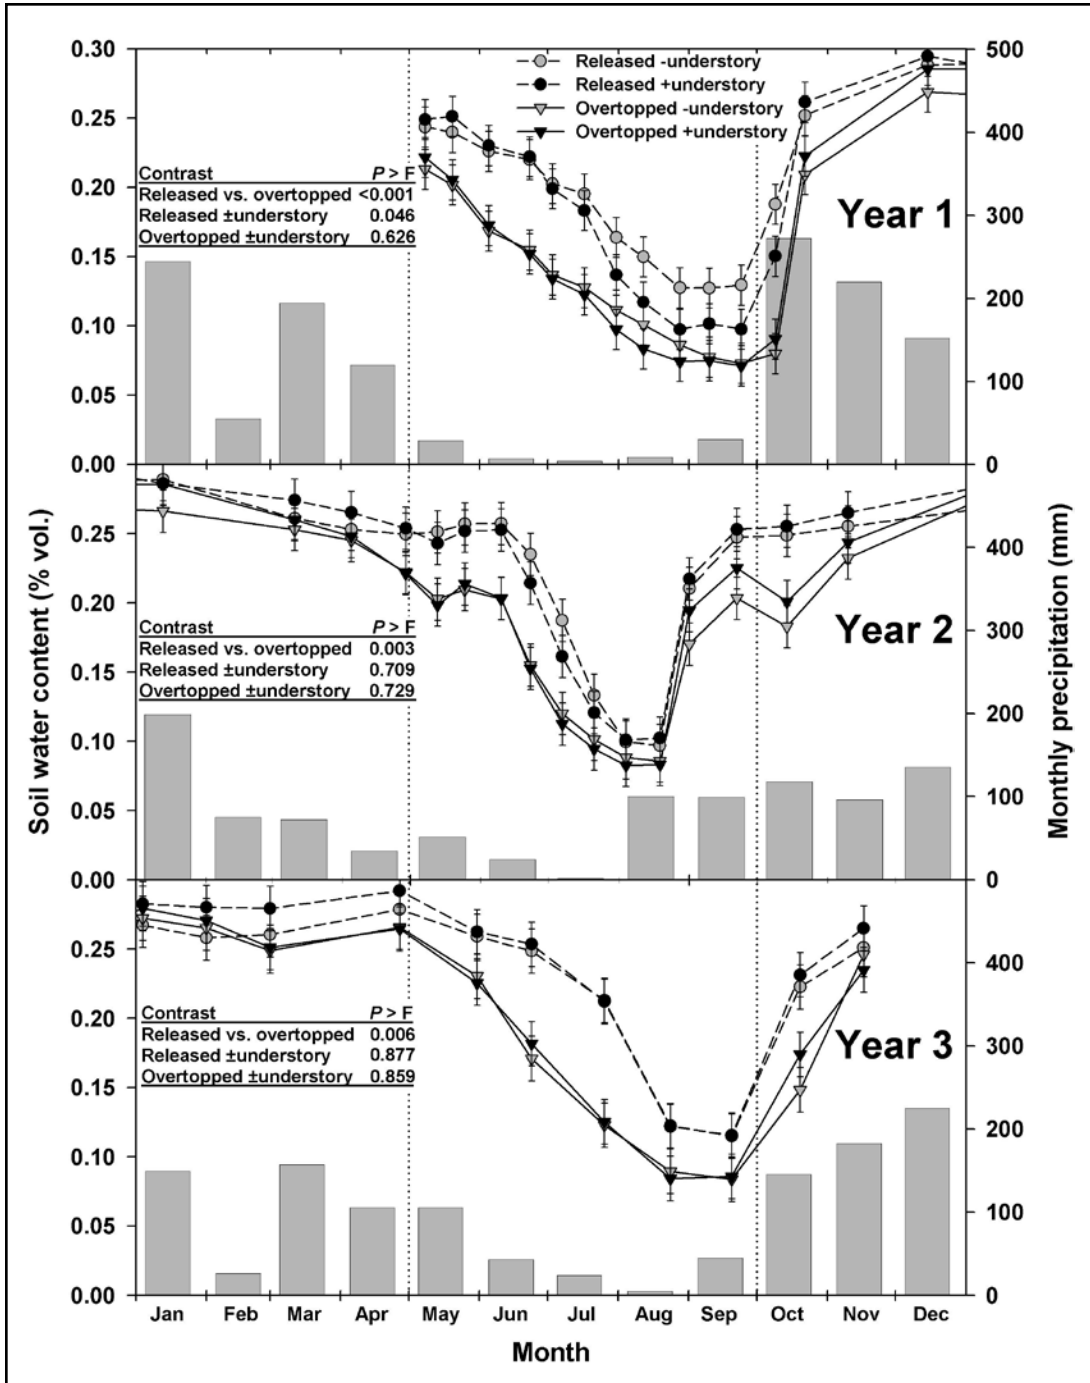 0.30
500
Released -understory
Released +understory
Overtopped -understory
Overtopped +understory
0.25
400
Contrast P > F
Released vs. overtopped <0.001
Released ±understory 0.046
Overtopped ±understory 0.626
0.20
300
Year 1
0.15
200
0.10
100
0.05
0.00
0
0.25
400
0.20
300
Contrast P > F
Released vs. overtopped 0.003
Released ±understory 0.709
Overtopped ±understory 0.729
Year 2
0.15
200
0.10
100
0.05
0.00
0
0.25
400
0.20
300
Contrast P > F
Released vs. overtopped 0.006
Released ±understory 0.877
Overtopped ±understory 0.859
Year 3
0.15
200
0.10
100
0.05
0.00
0
Soil water content (% vol.)
Monthly precipitation (mm)
Jan Feb Mar Apr May Jun Jul Aug Sep Oct Nov Dec
Month